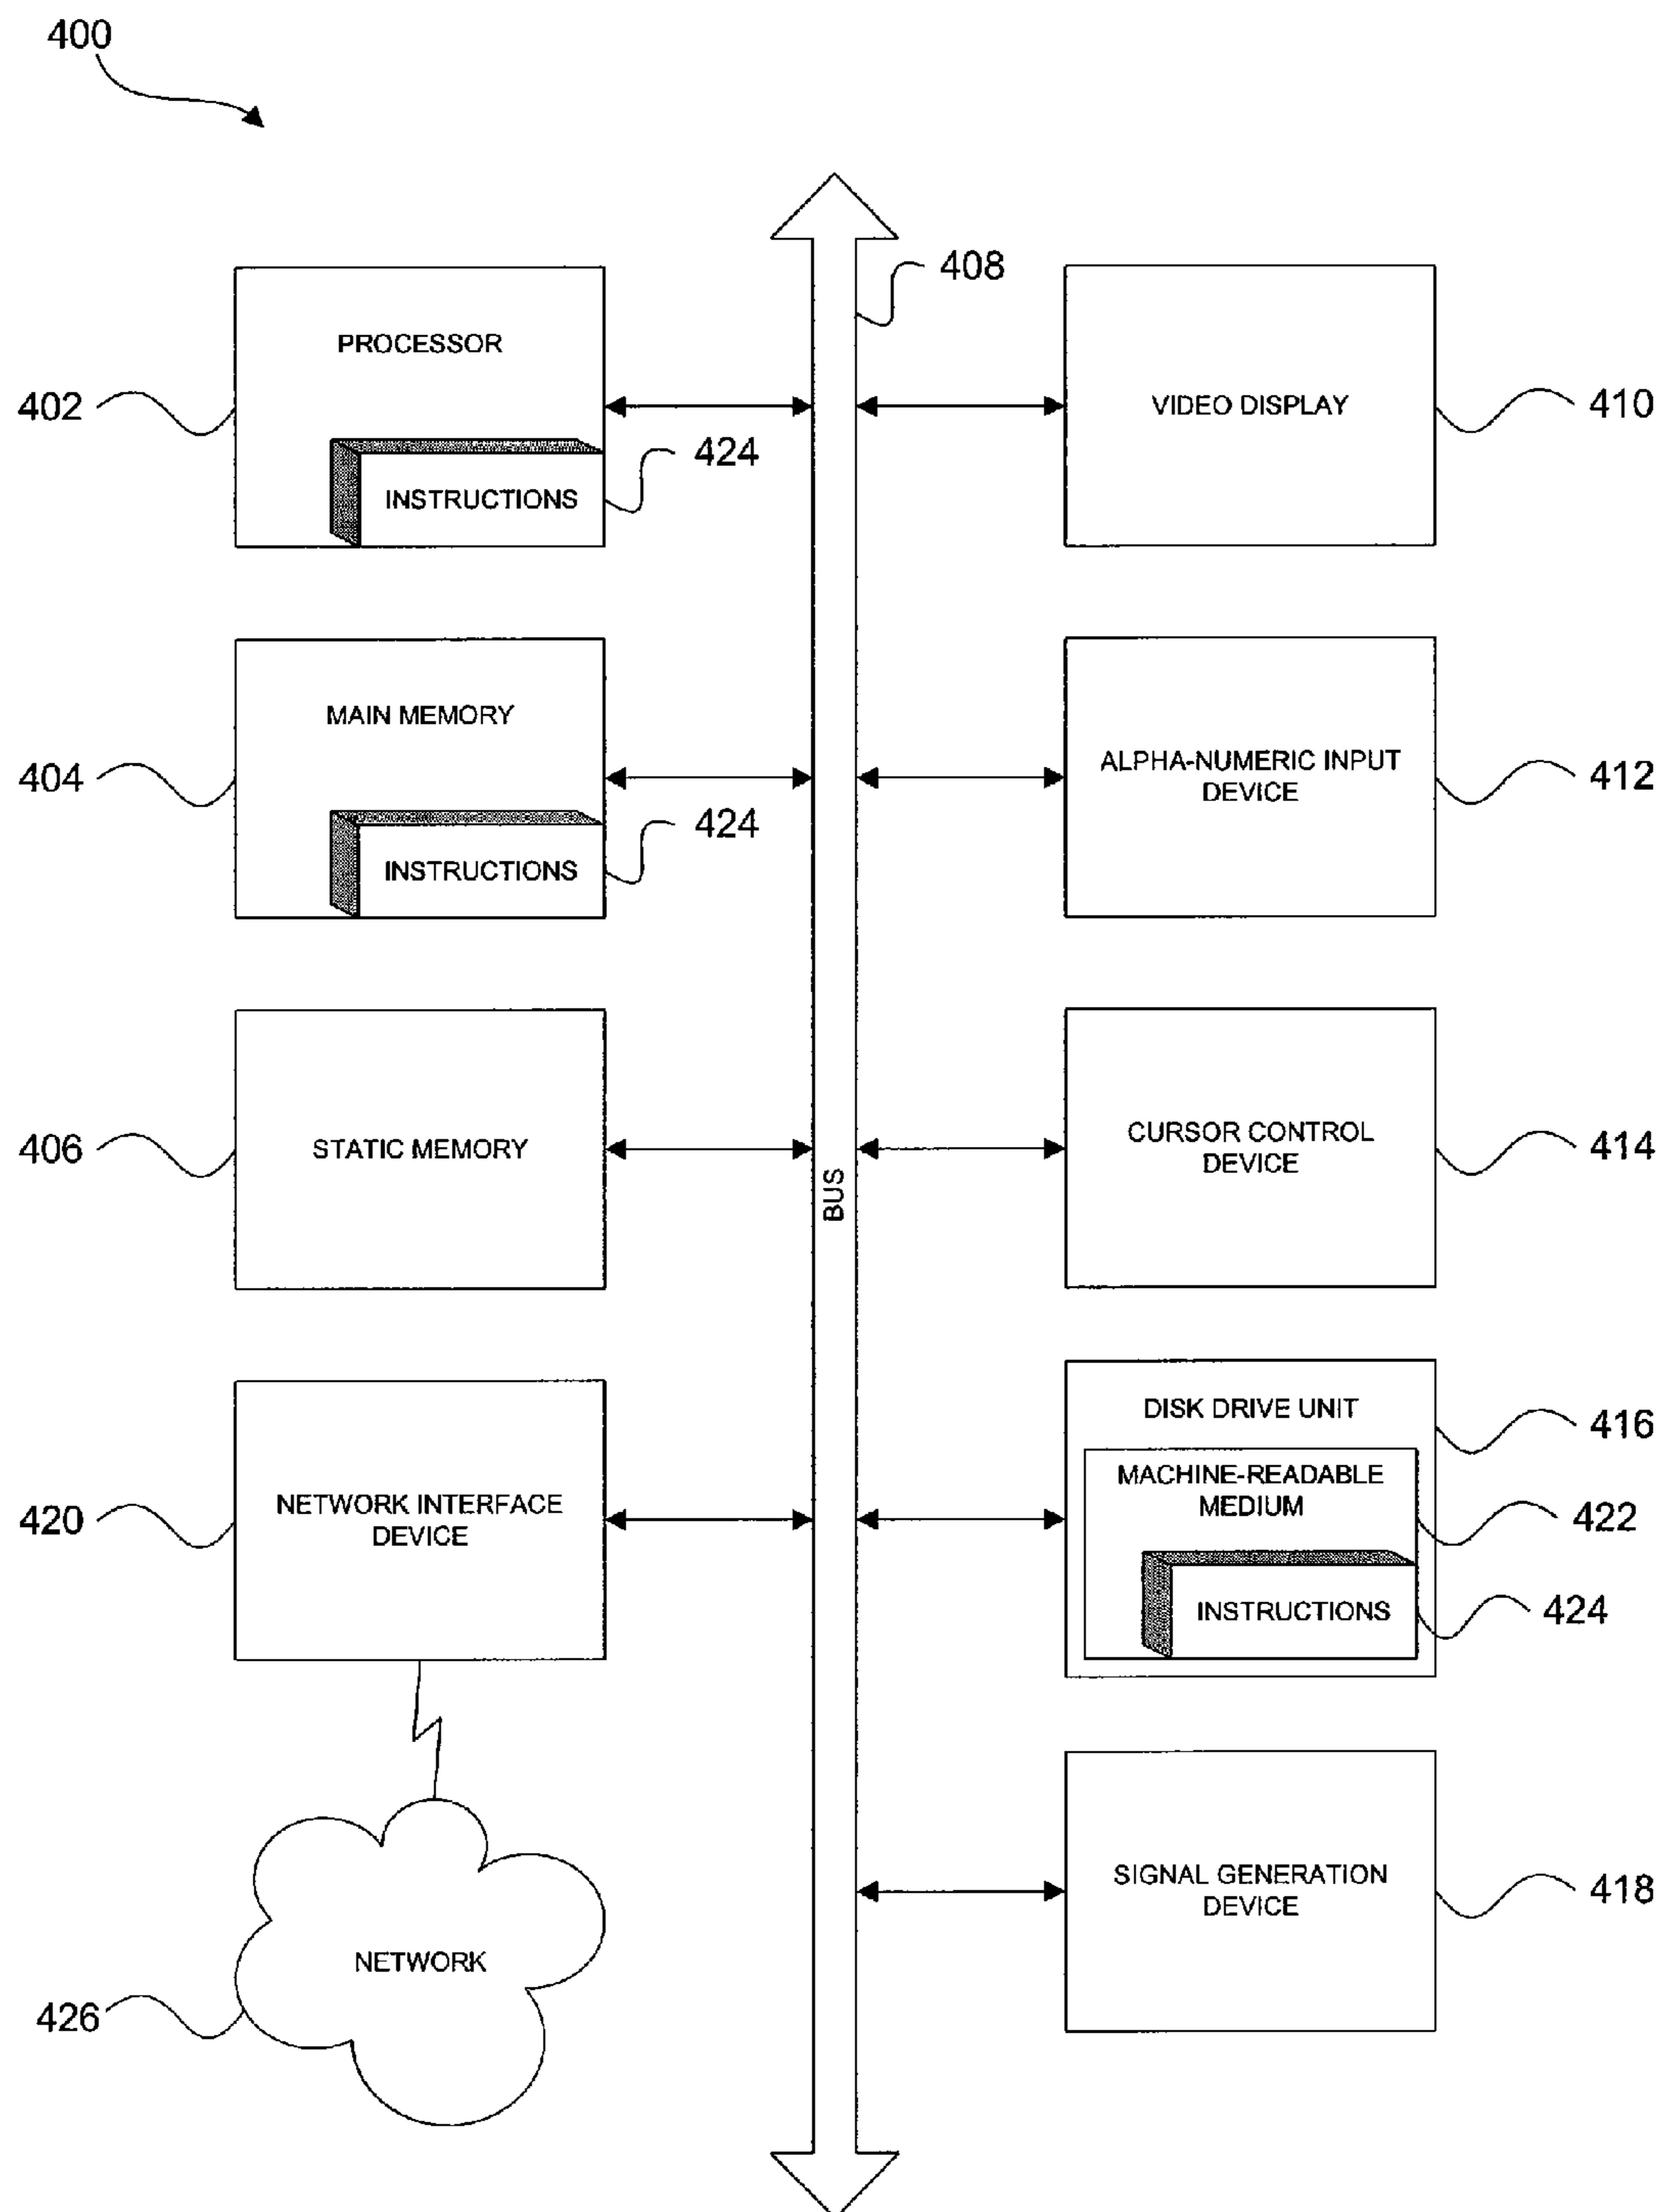 400
408
PROCESSOR
402
424
INSTRUCTIONS
VIDEO DISPLAY
410
MAIN MEMORY
404
424
INSTRUCTIONS
ALPHA-NUMERIC INPUT
DEVICE
412
STATIC MEMORY
406
BUS
CURSOR CONTROL
DEVICE
414
NETWORK INTERFACE
DEVICE
420
DISK DRIVE UNIT
416
MACHINE-READABLE
MEDIUM
422
INSTRUCTIONS
424
NETWORK
426
SIGNAL GENERATION
DEVICE
418